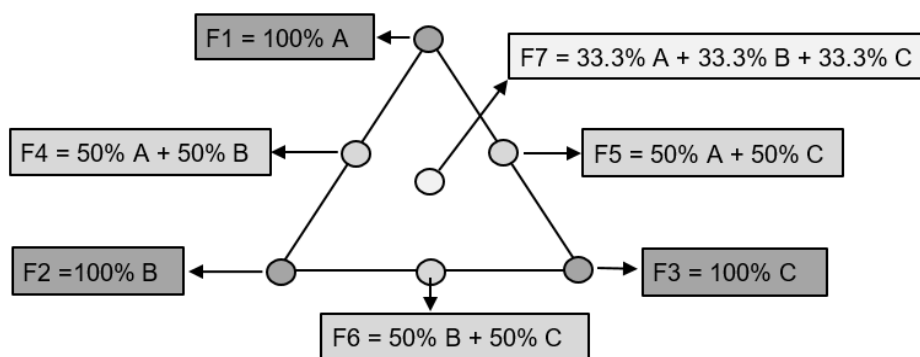 F1 = 100% A
F7 = 33.3% A + 33.3% B + 33.3% C
F4 = 50% A + 50% B
F5 = 50% A + 50% C
F2 =100% B
F3 = 100% C
F6 = 50% B + 50% C